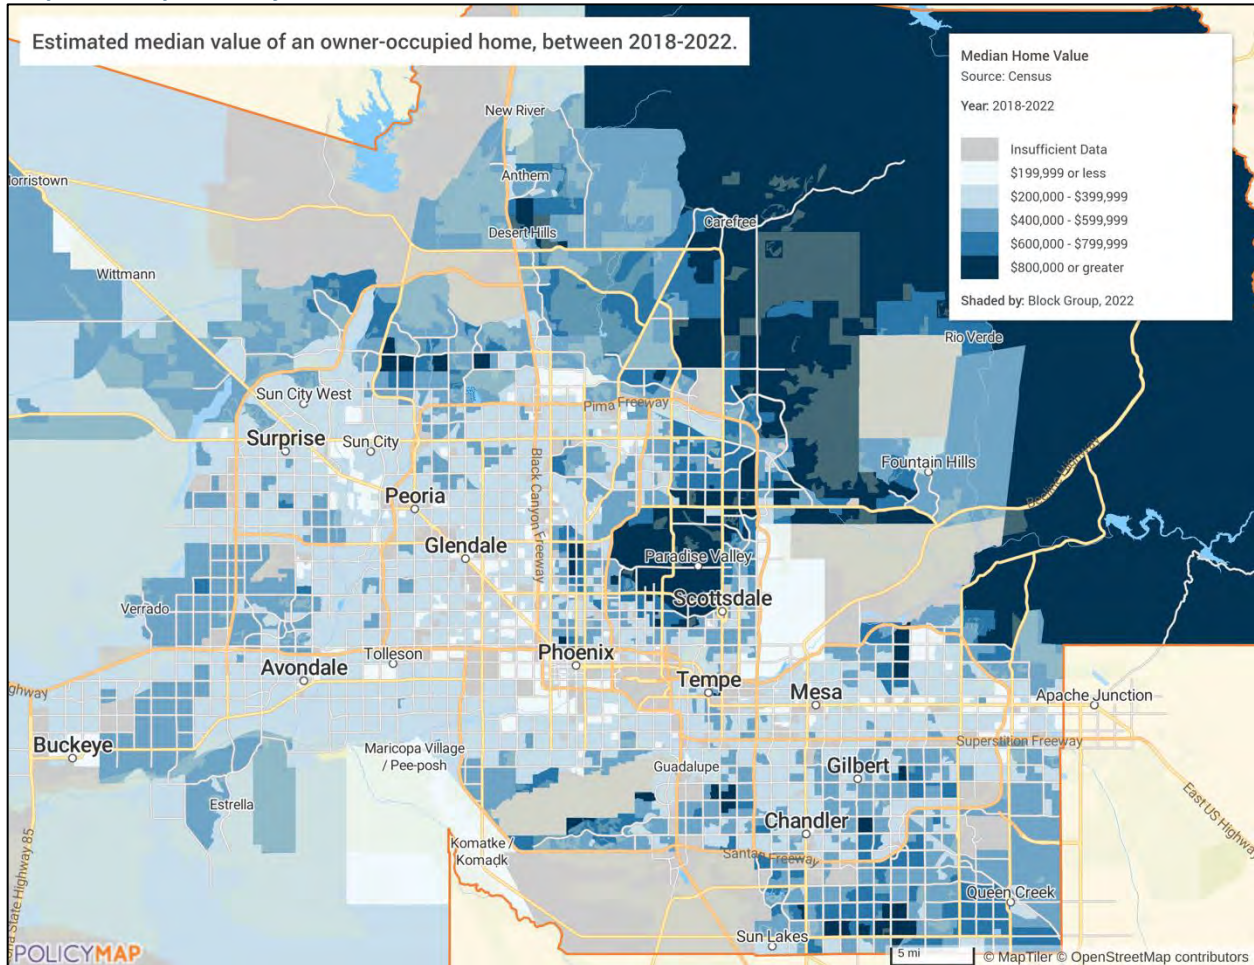 Estimated median value of an owner-occupied home, between 2018-2022.
Median Home Value
Source: Census
Year: 2018-2022
Insufficient Data
$199,999 or less
$200,000 - $399,999
$400,000 - $599,999
$600,000 - $799,999
$800,000 or greater
Shaded by: Block Group, 2022
New River
Anthem
Carefree
Desert Hills
Wittmann
Rio Verde
Sun City West
Pima Freeway
Surprise
Sun City
Black Canyon Freeway
Fountain Hills
Beeline Highway
Peoria
Glendale
Paradise Valley
Scottsdale
Verrado
Tolleson
Phoenix
Avondale
Tempe
Mesa
Apache Junction
Buckeye
Maricopa Village
/ Pee-posh
Guadalupe
Superstition Freeway
Gilbert
Estrella
East US Highway
Chandler
Komatke /
Komadk
Santan Freeway
State Highway 85
Queen Creek
Sun Lakes
POLICYMAP
5 mi
© MapTiler © OpenStreetMap contributors